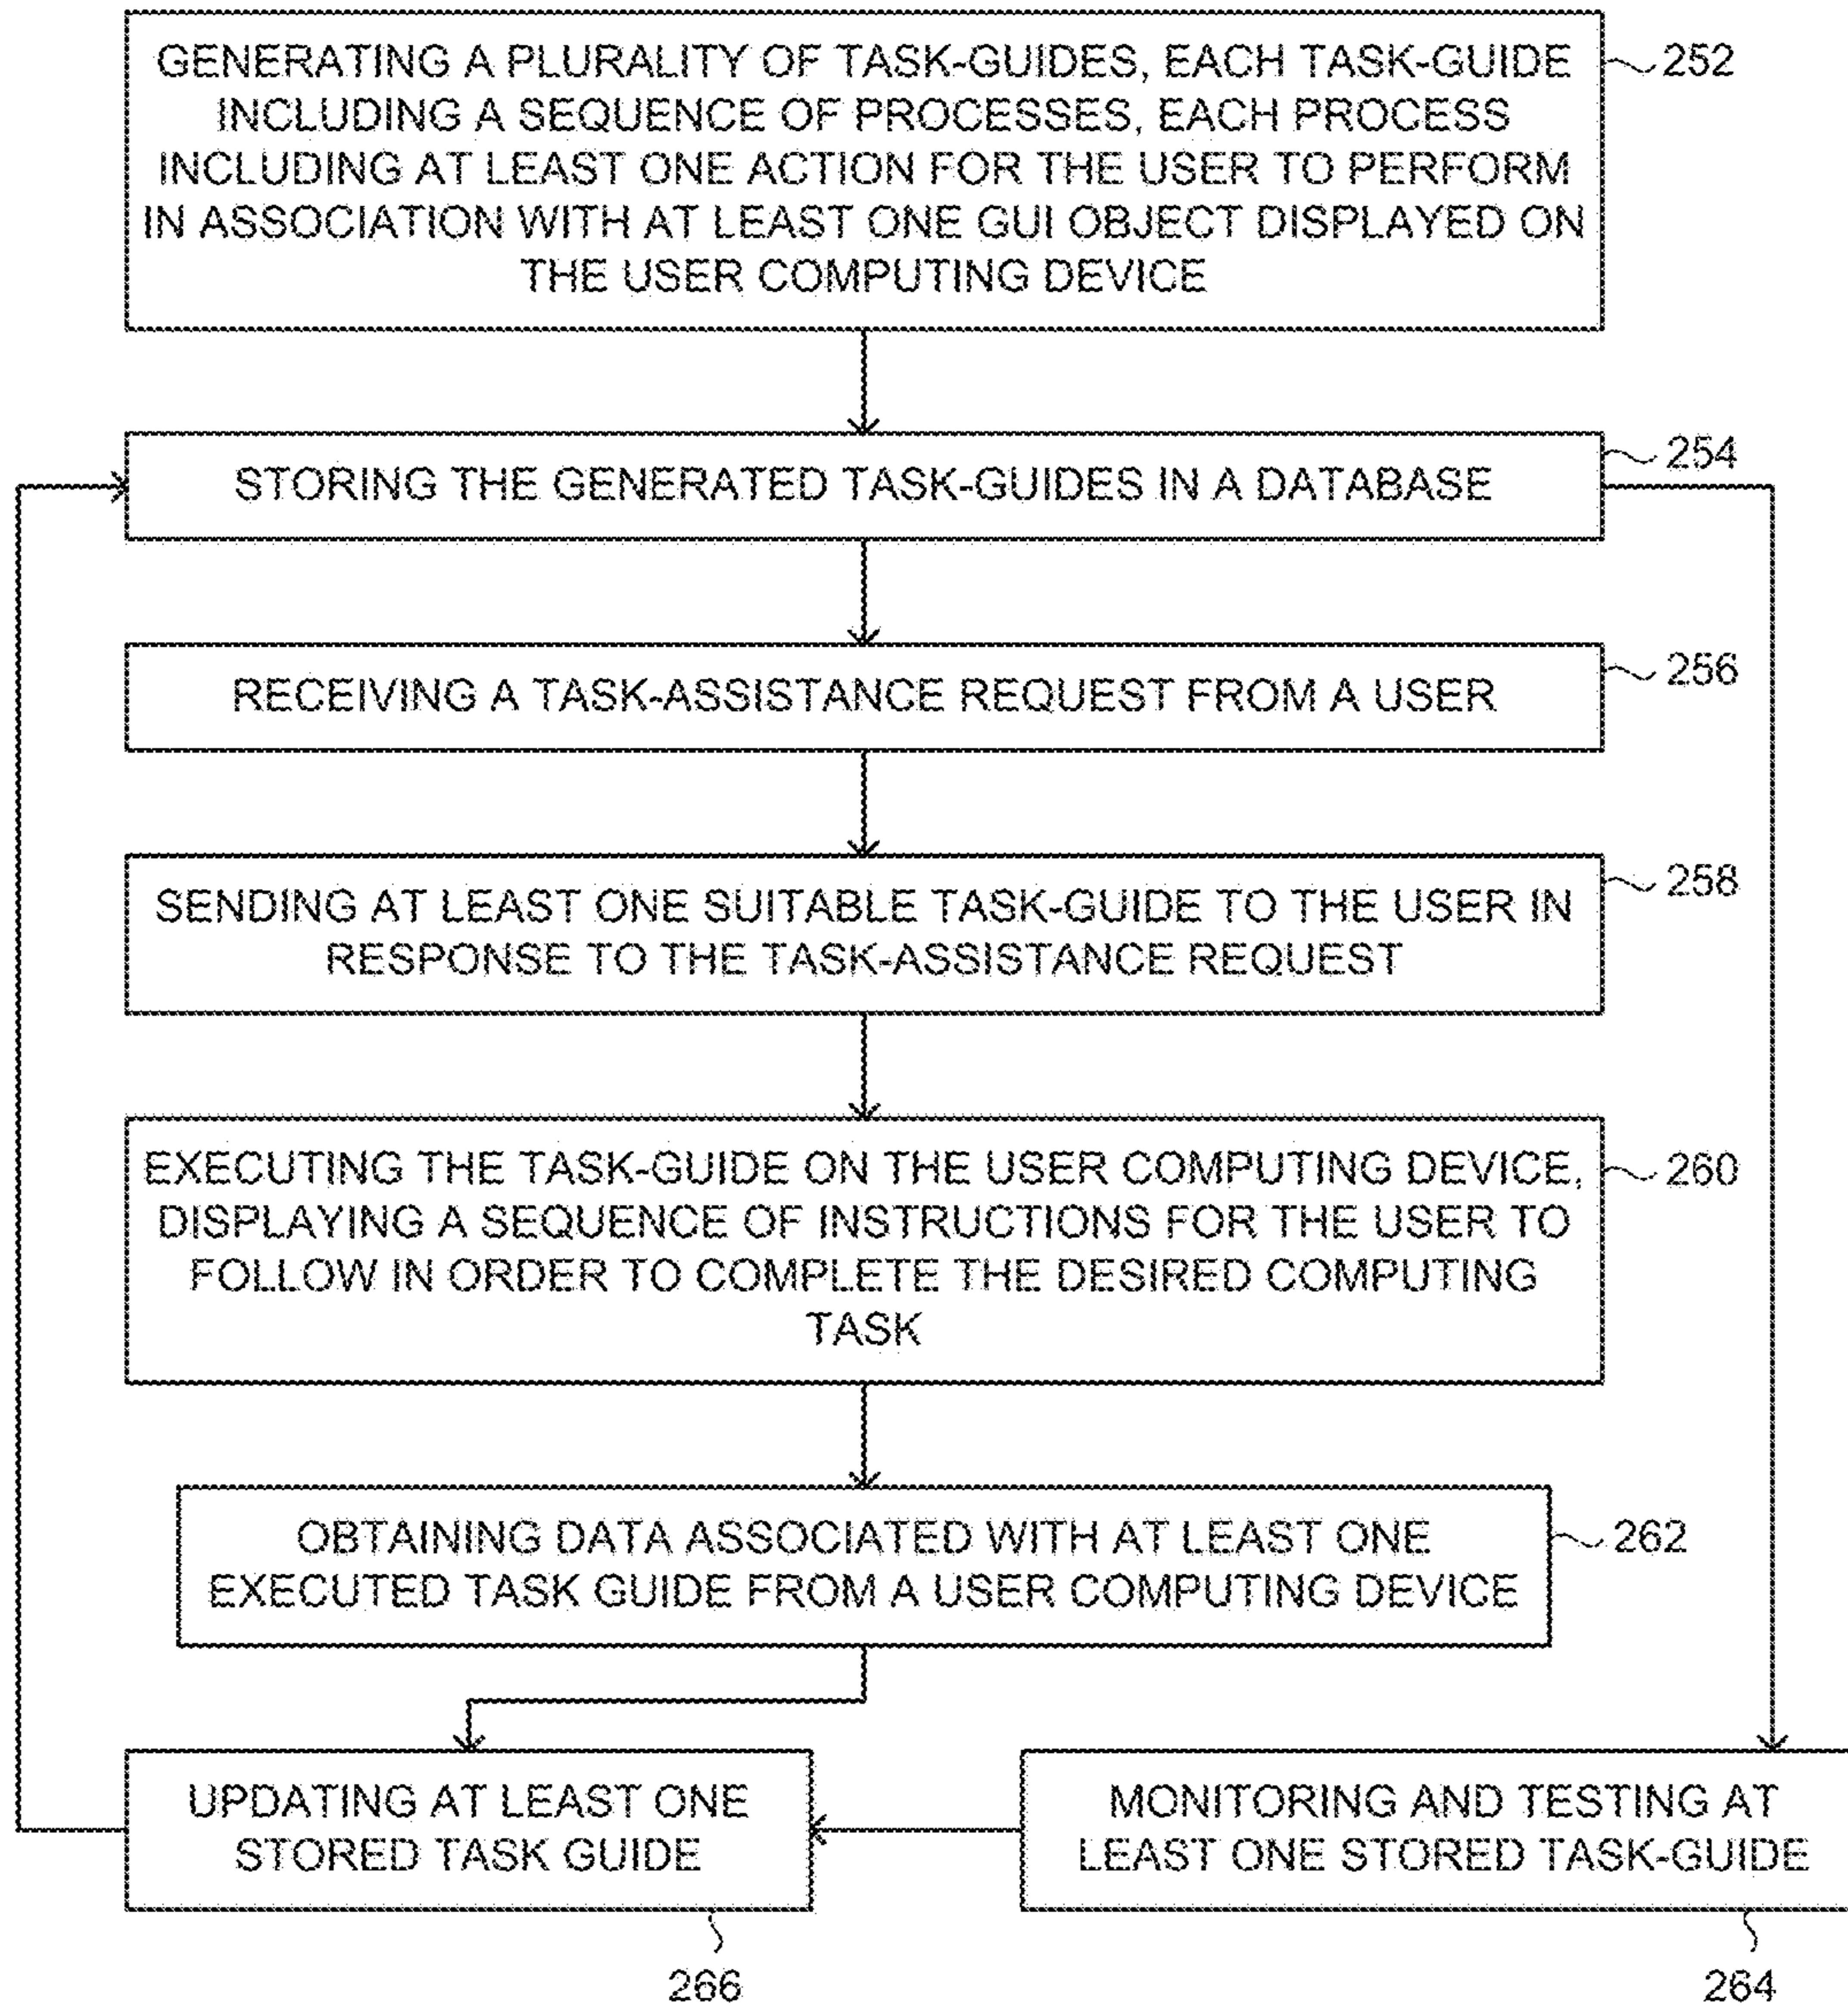 GENERATING A PLURALITY OF TASK-GUIDES, EACH TASK-GUIDE
INCLUDING A SEQUENCE OF PROCESSES, EACH PROCESS
INCLUDING AT LEAST ONE ACTION FOR THE USER TO PERFORM
IN ASSOCIATION WITH AT LEAST ONE GUI OBJECT DISPLAYED ON
THE USER COMPUTING DEVICE
252
STORING THE GENERATED TASK-GUIDES IN A DATABASE
254
RECEIVING A TASK-ASSISTANCE REQUEST FROM A USER
256
SENDING AT LEAST ONE SUITABLE TASK-GUIDE TO THE USER IN
RESPONSE TO THE TASK-ASSISTANCE REQUEST
258
EXECUTING THE TASK-GUIDE ON THE USER COMPUTING DEVICE,
DISPLAYING A SEQUENCE OF INSTRUCTIONS FOR THE USER TO
FOLLOW IN ORDER TO COMPLETE THE DESIRED COMPUTING
TASK
260
OBTAINING DATA ASSOCIATED WITH AT LEAST ONE
EXECUTED TASK GUIDE FROM A USER COMPUTING DEVICE
262
UPDATING AT LEAST ONE
STORED TASK GUIDE
266
MONITORING AND TESTING AT
LEAST ONE STORED TASK-GUIDE
264